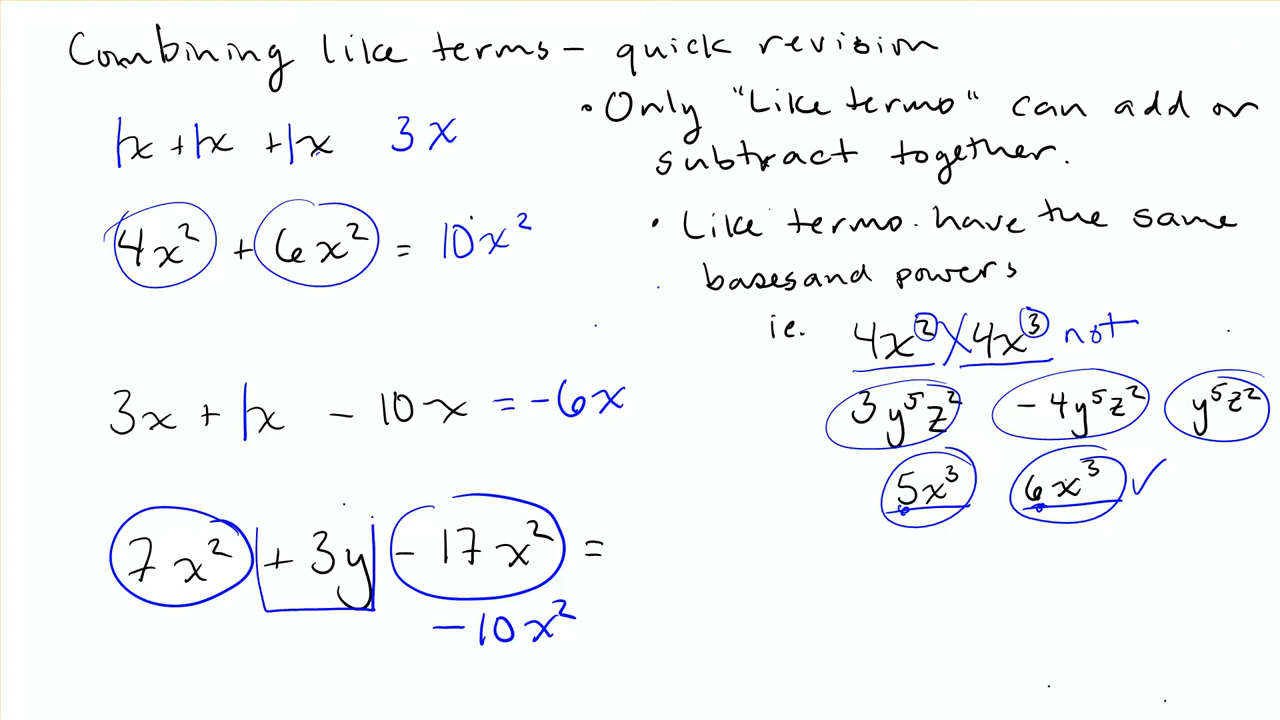 Combining like terms – quick revision
1x + 1x + 1x 3x
4x² + 6x² = 10x²
3x + 1x - 10x = -6x
7x² + 3y - 17x² =
-10x²
• Only "Like terms" can add or
subtract together.
• Like terms. have the same
bases and powers
ie. 4x² X 4x³ not
3y⁵z² -4y⁵z² y⁵z²
5x³ 6x³ ✓